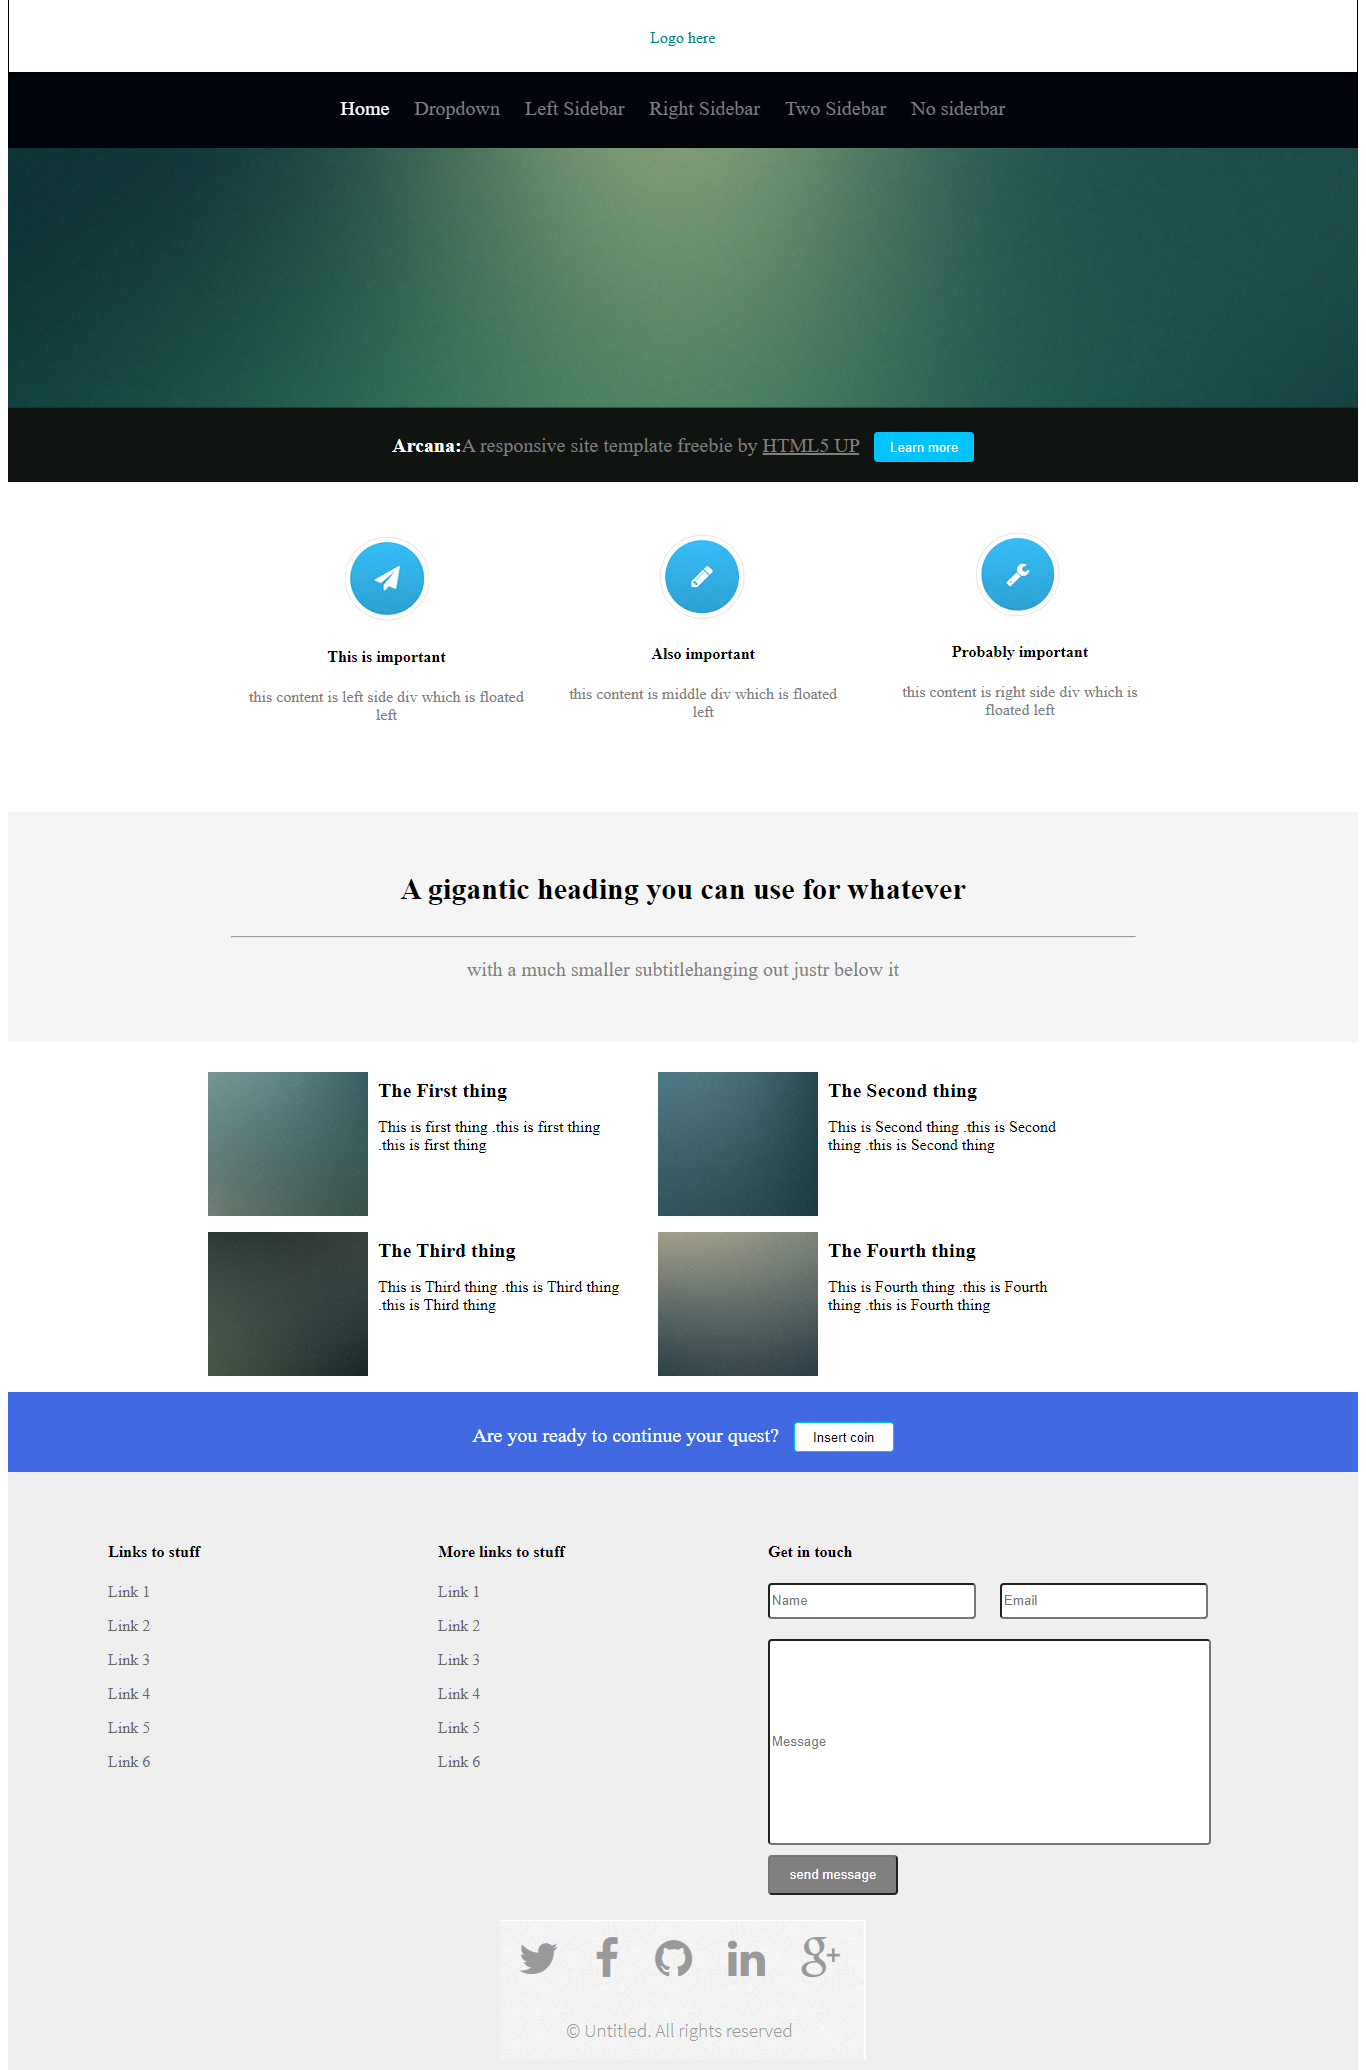 Logo here
Home Dropdown Left Sidebar Right Sidebar Two Sidebar No siderbar
Arcana:A responsive site template freebie by HTML5 UP Learn more
This is important
this content is left side div which is floated
left
Also important
this content is middle div which is floated
left
Probably important
this content is right side div which is
floated left
A gigantic heading you can use for whatever
with a much smaller subtitlehanging out justr below it
The First thing
This is first thing .this is first thing
.this is first thing
The Second thing
This is Second thing .this is Second
thing .this is Second thing
The Third thing
This is Third thing .this is Third thing
.this is Third thing
The Fourth thing
This is Fourth thing .this is Fourth
thing .this is Fourth thing
Are you ready to continue your quest? Insert coin
Links to stuff
Link 1
Link 2
Link 3
Link 4
Link 5
Link 6
More links to stuff
Link 1
Link 2
Link 3
Link 4
Link 5
Link 6
Get in touch
Name Email
Message
send message
© Untitled. All rights reserved